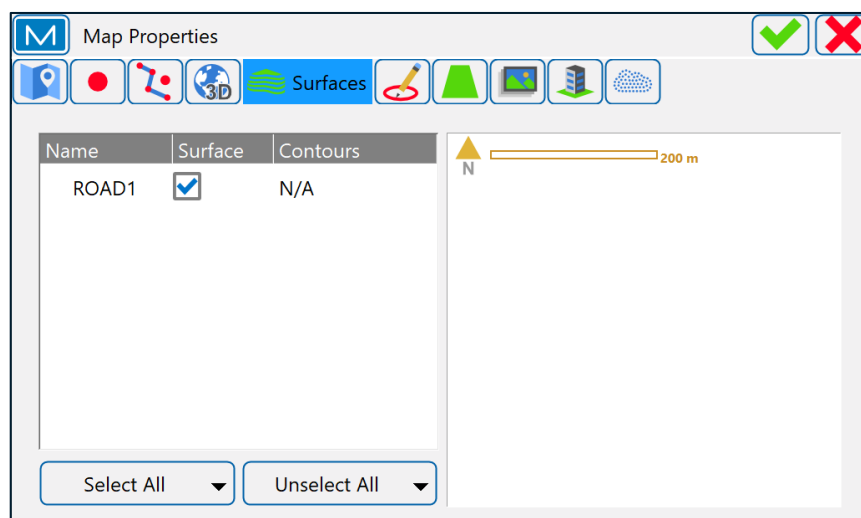 Map Properties
3D
Surfaces
Name Surface Contours
N
200 m
ROAD1 N/A
Select All Unselect All